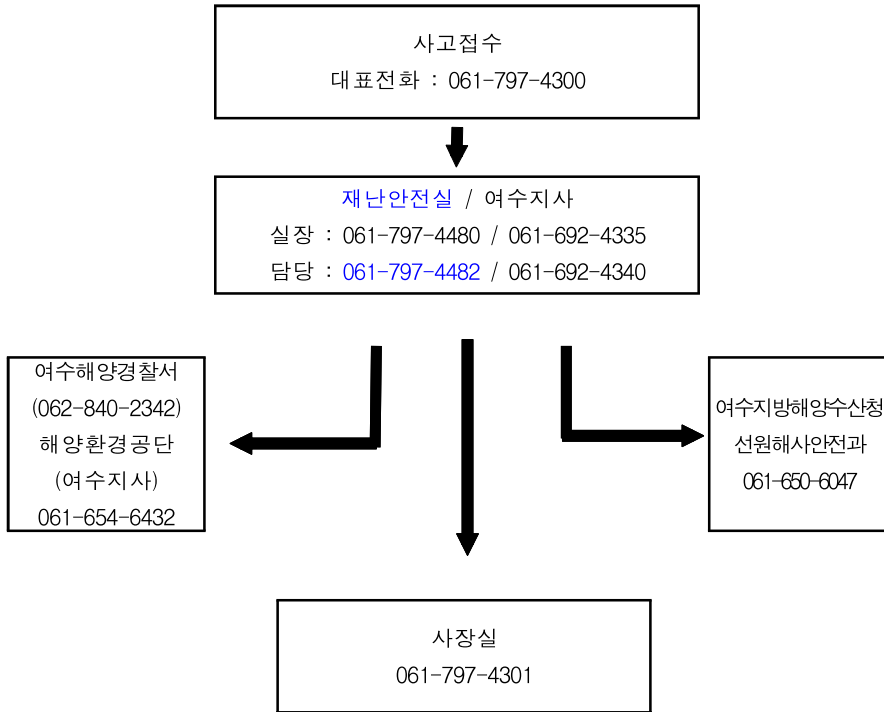 사고접수
대표전화 : 061-797-4300
재난안전실 / 여수지사
실장 : 061-797-4480 / 061-692-4335
담당 : 061-797-4482 / 061-692-4340
여수해양경찰서
(062-840-2342)
해양환경공단
(여수지사)
061-654-6432
여수지방해양수산청
선원해사안전과
061-650-6047
사장실
061-797-4301